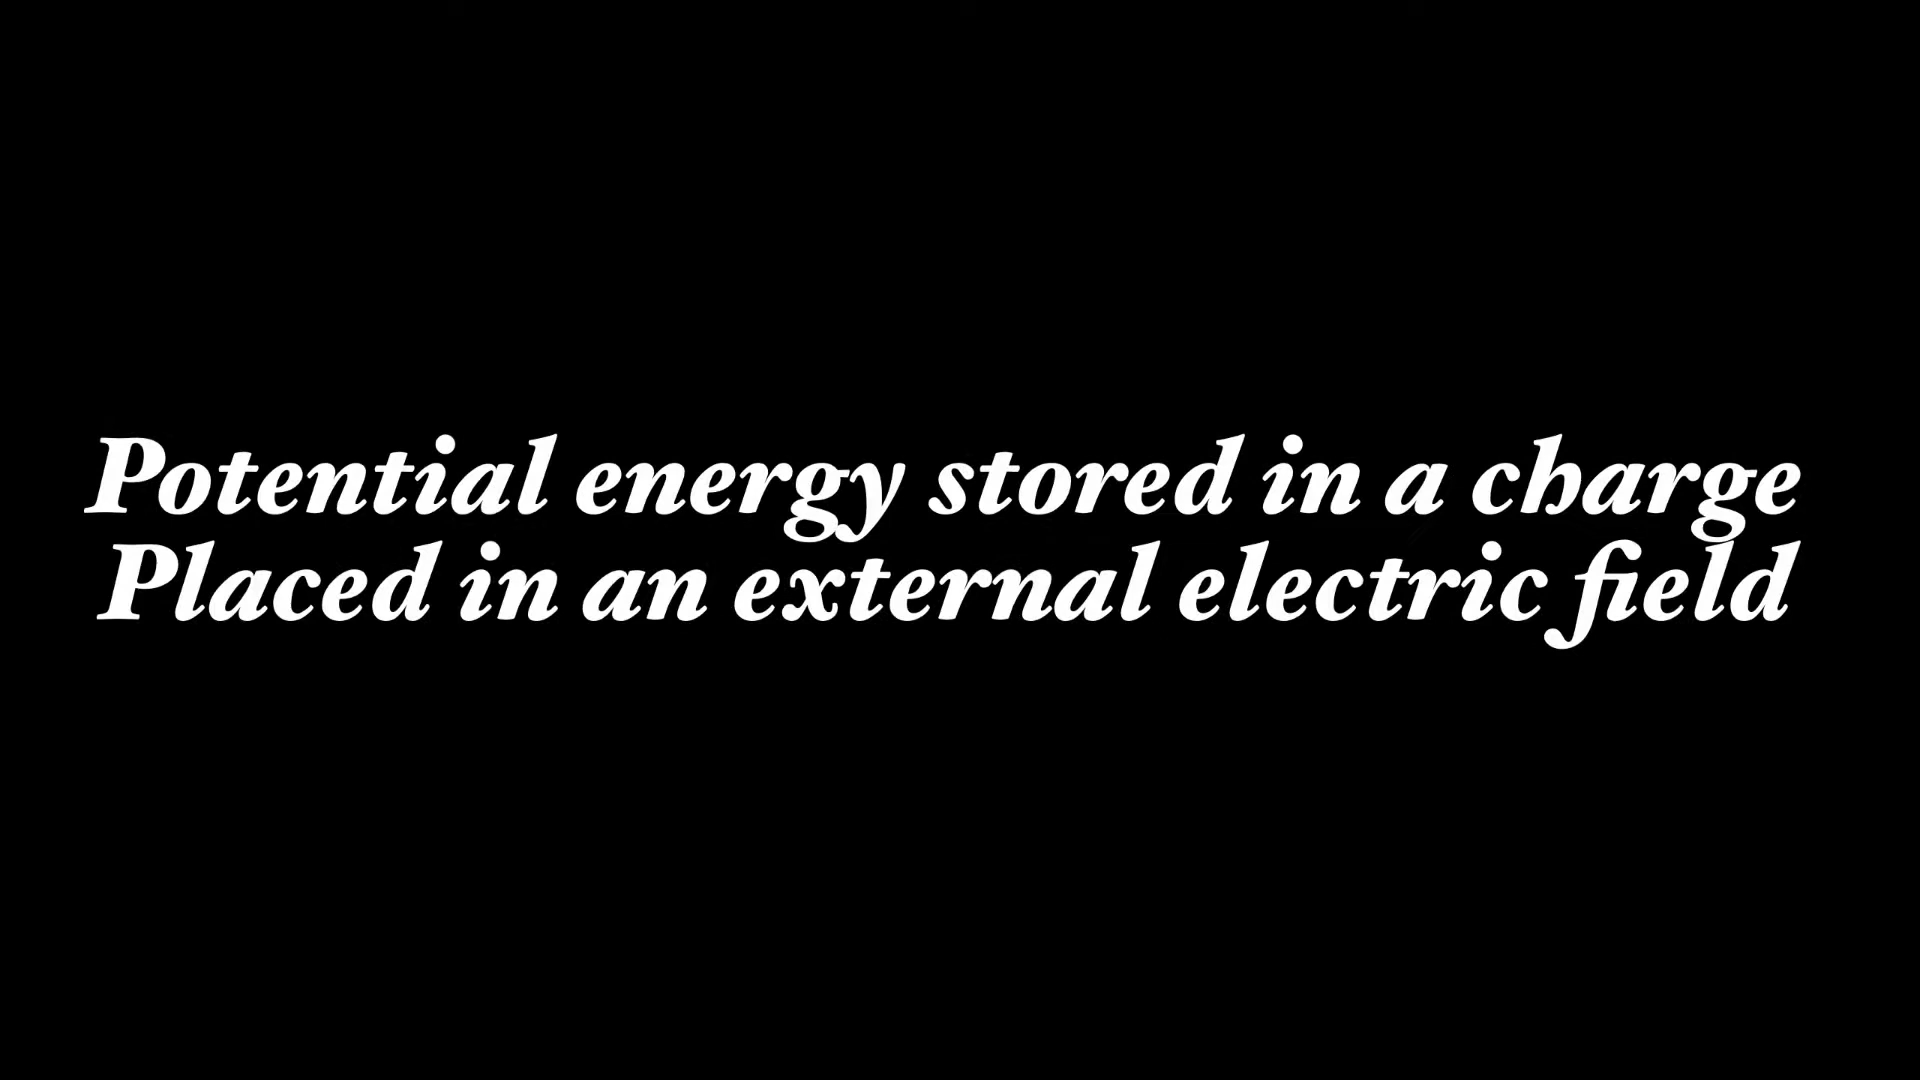 Potential energy stored in a charge
Placed in an external electric field